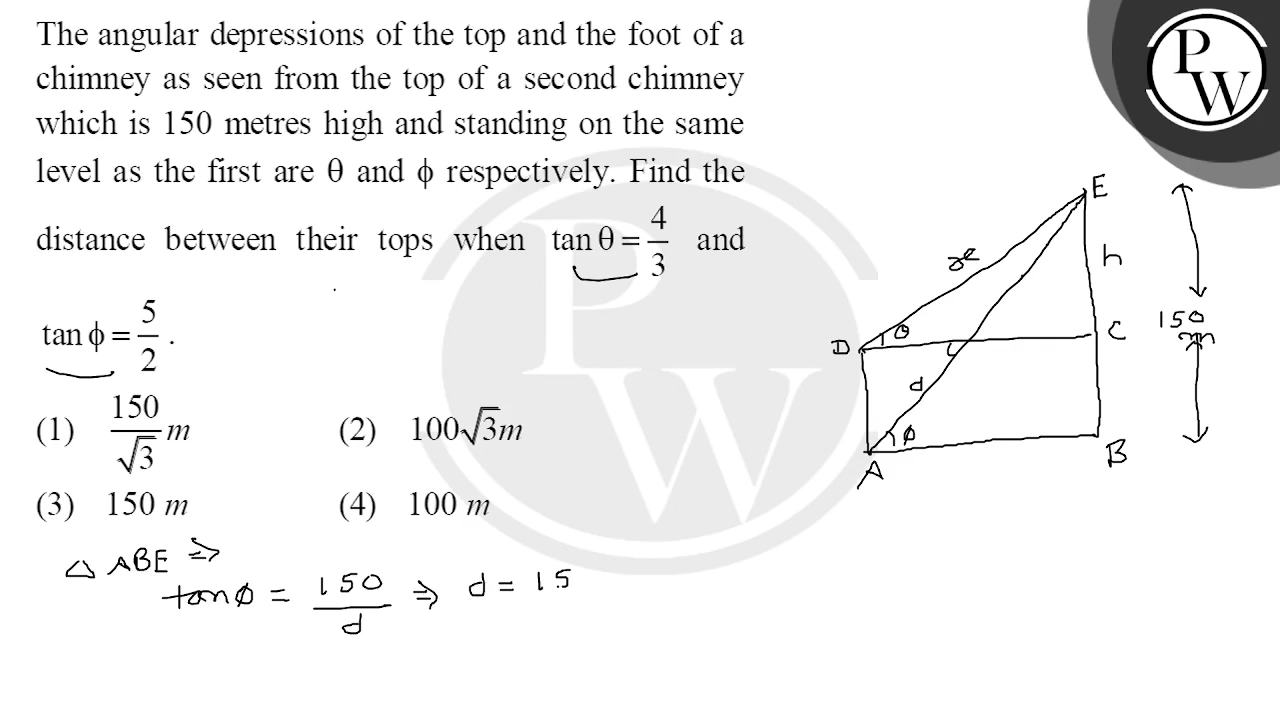 The angular depressions of the top and the foot of a
chimney as seen from the top of a second chimney
which is 150 metres high and standing on the same
level as the first are θ and ϕ respectively. Find the
distance between their tops when tan θ = 4/3 and
tan ϕ = 5/2 .
(1) 150/√3 m (2) 100√3 m
(3) 150 m (4) 100 m
△ ABE ⇒
tan ϕ = 150/d ⇒ d = 15
P
W
P
W
E
x
h
150
m
D
θ
C
d
ϕ
A
B